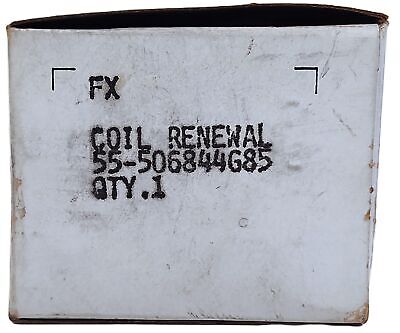 FX
COIL RENEWAL
55-506844G85
QTY.1